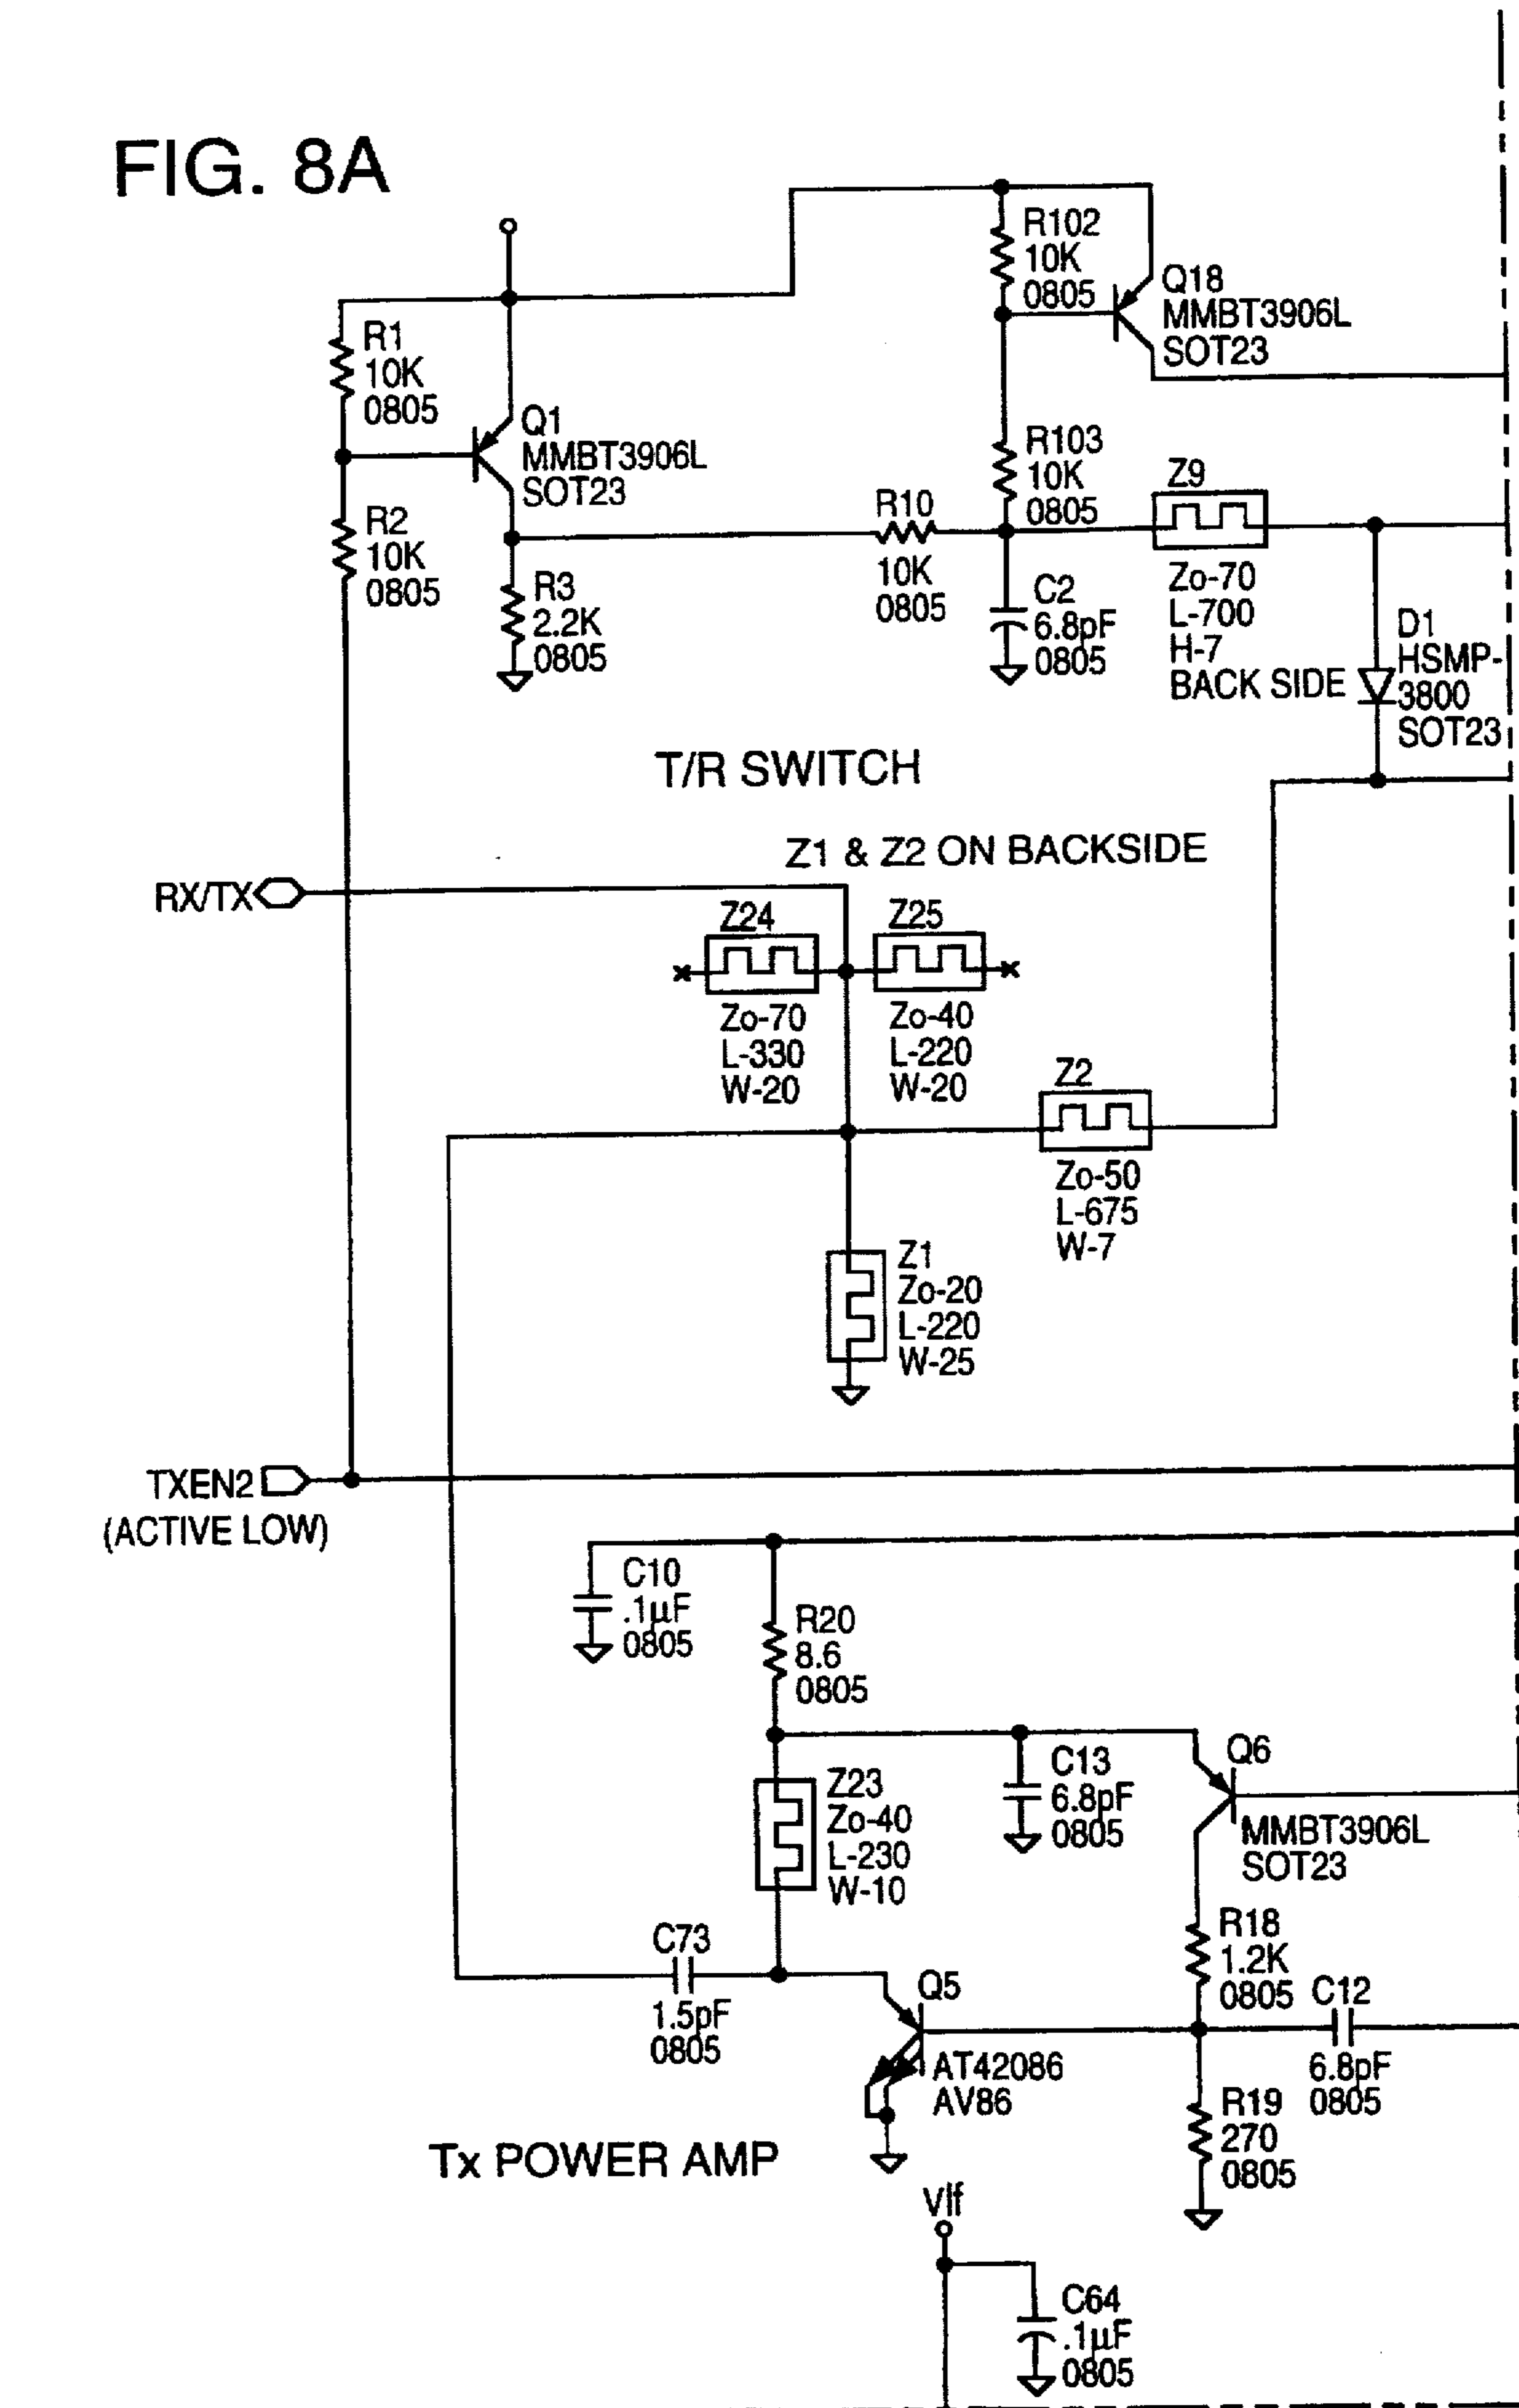 FIG. 8A
R102
10K
0805
Q18
MMBT3906L
SOT23
R1
10K
0805
Q1
MMBT3906L
SOT23
R103
10K
0805
Z9
R10
10K
0805
R2
10K
0805
R3
2.2K
0805
C2
6.8pF
0805
Zo-70
L-700
H-7
BACK SIDE
D1
HSMP-
3800
SOT23
T/R SWITCH
Z1 & Z2 ON BACKSIDE
RX/TX
Z24
Zo-70
L-330
W-20
Z25
Zo-40
L-220
W-20
Z2
Zo-50
L-675
W-7
Z1
Zo-20
L-220
W-25
TXEN2
(ACTIVE LOW)
C10
.1µF
0805
R20
8.6
0805
C13
6.8pF
0805
Q6
MMBT3906L
SOT23
Z23
Zo-40
L-230
W-10
R18
1.2K
0805
C73
1.5pF
0805
Q5
AT42086
AV86
C12
6.8pF
0805
R19
270
0805
Tx POWER AMP
VIf
C64
.1µF
0805